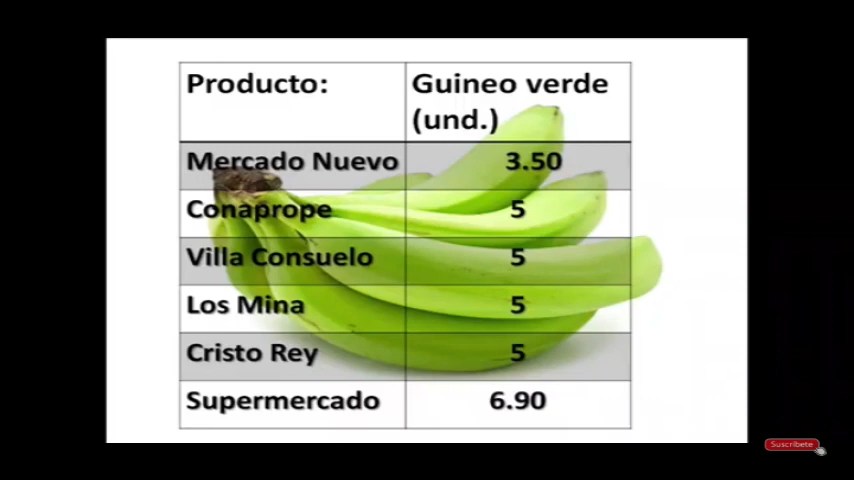 Producto: Guineo verde
(und.)
Mercado Nuevo 3.50
Conaprope 5
Villa Consuelo 5
Los Mina 5
Cristo Rey 5
Supermercado 6.90
Suscribete